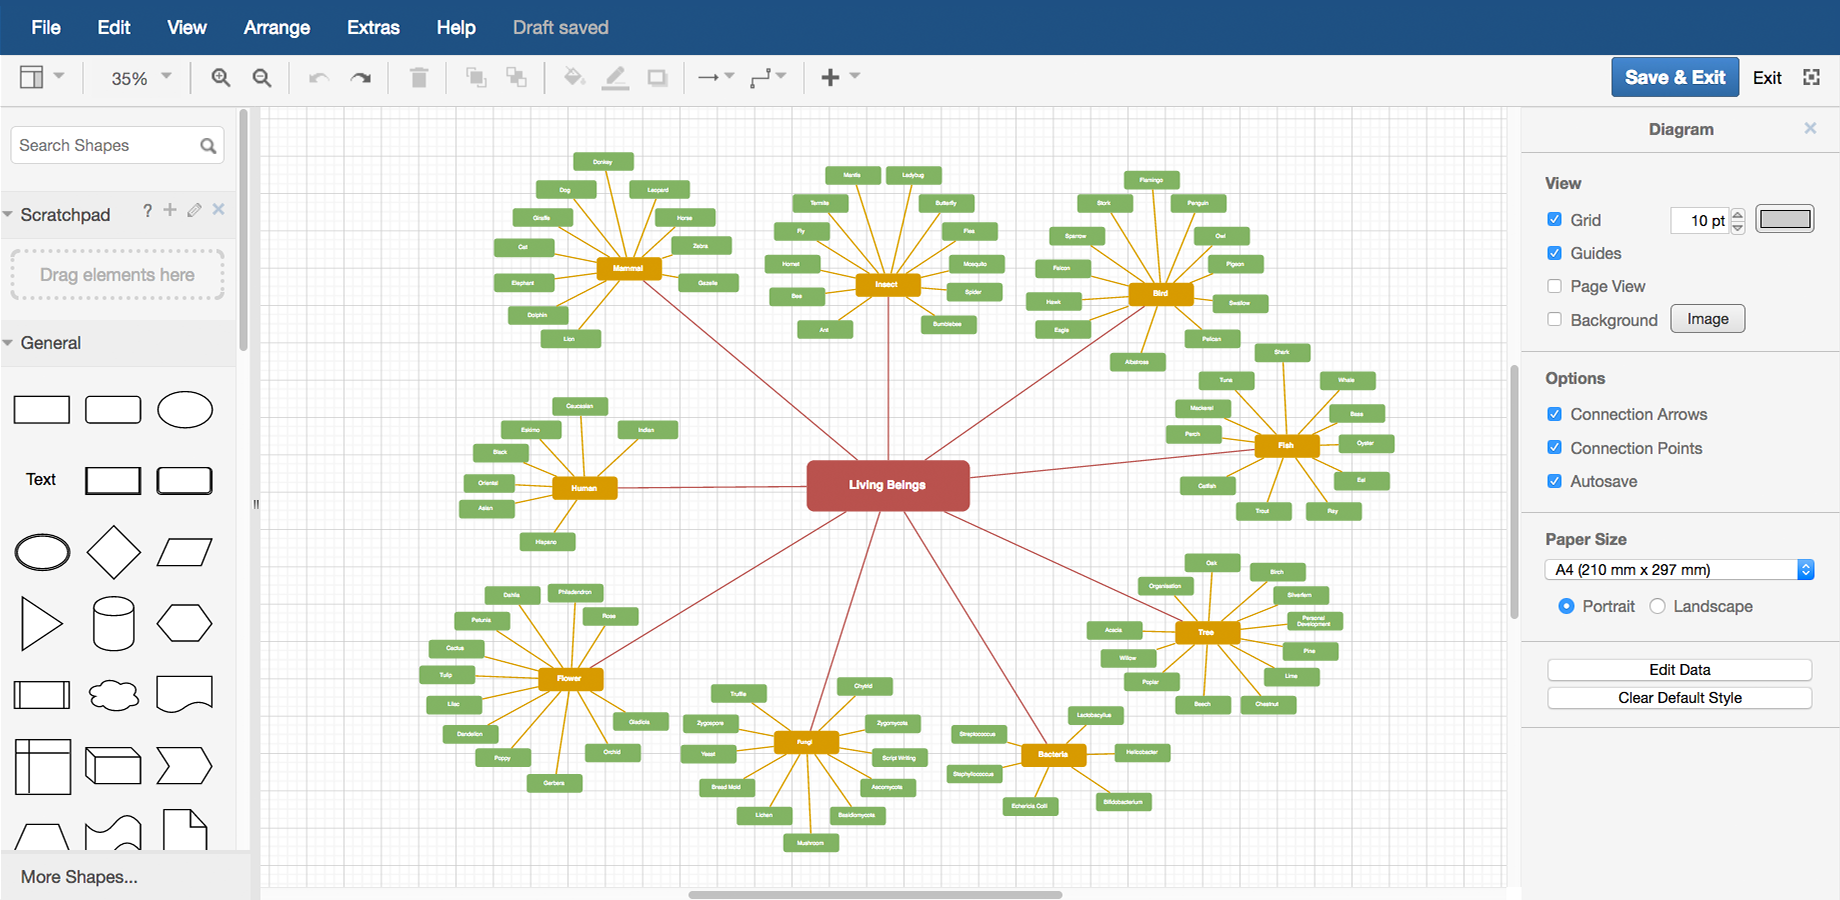 File Edit View Arrange Extras Help Draft saved
35%
Save & Exit Exit
Search Shapes
Scratchpad ?
Drag elements here
General
Text
More Shapes...
Donkey
Dog
Leopard
Giraffe
Horse
Cat
Zebra
Mammal
Elephant
Gazelle
Dolphin
Lion
Mantis
Ladybug
Termite
Butterfly
Fly
Flea
Hornet
Mosquito
Insect
Bee
Spider
Ant
Bumblebee
Flamingo
Stork
Penguin
Sparrow
Owl
Falcon
Pigeon
Bird
Hawk
Swallow
Eagle
Pelican
Albatross
Shark
Tuna
Whale
Mackerel
Bass
Perch
Oyster
Fish
Catfish
Eel
Trout
Ray
Caucasian
Eskimo
Indian
Black
Oriental
Human
Asian
Hispano
Living Beings
Dahlia
Philadendron
Petunia
Rose
Cactus
Tulip
Flower
Lilac
Gladiola
Dandelion
Poppy
Orchid
Gerbera
Truffle
Chytrid
Zygospore
Zygomycota
Fungi
Yeast
Script Writing
Bread Mold
Ascomycota
Lichen
Basidiomycota
Mushroom
Lactobacyllus
Streptococcus
Bacteria
Helicobacter
Staphylococcus
Echericia Colli
Bifidobacterium
Oak
Birch
Organisation
Silverfern
Personal
Development
Acacia
Tree
Pine
Willow
Poplar
Lime
Beech
Chestnut
Diagram
View
Grid 10 pt
Guides
Page View
Background Image
Options
Connection Arrows
Connection Points
Autosave
Paper Size
A4 (210 mm x 297 mm)
Portrait Landscape
Edit Data
Clear Default Style